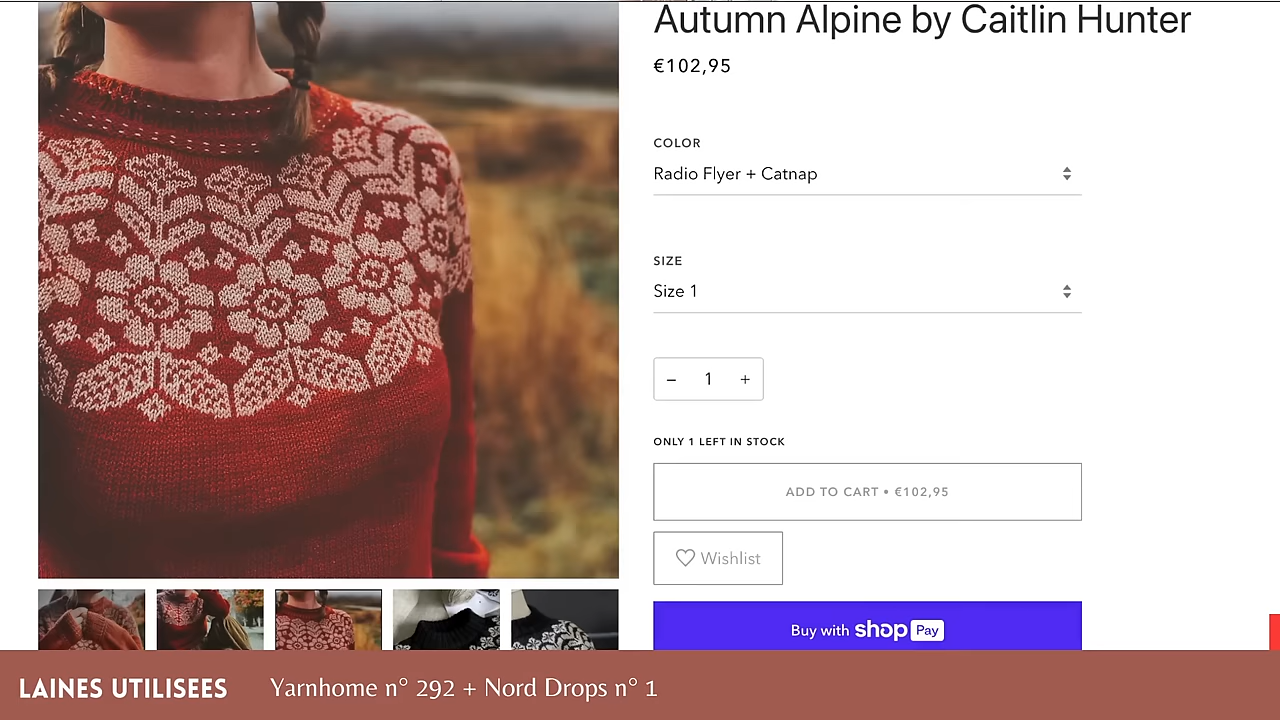 Autumn Alpine by Caitlin Hunter
€102,95
COLOR
Radio Flyer + Catnap
SIZE
Size 1
− 1 +
ONLY 1 LEFT IN STOCK
ADD TO CART • €102,95
Wishlist
Buy with shop Pay
LAINES UTILISEES Yarnhome n° 292 + Nord Drops n° 1